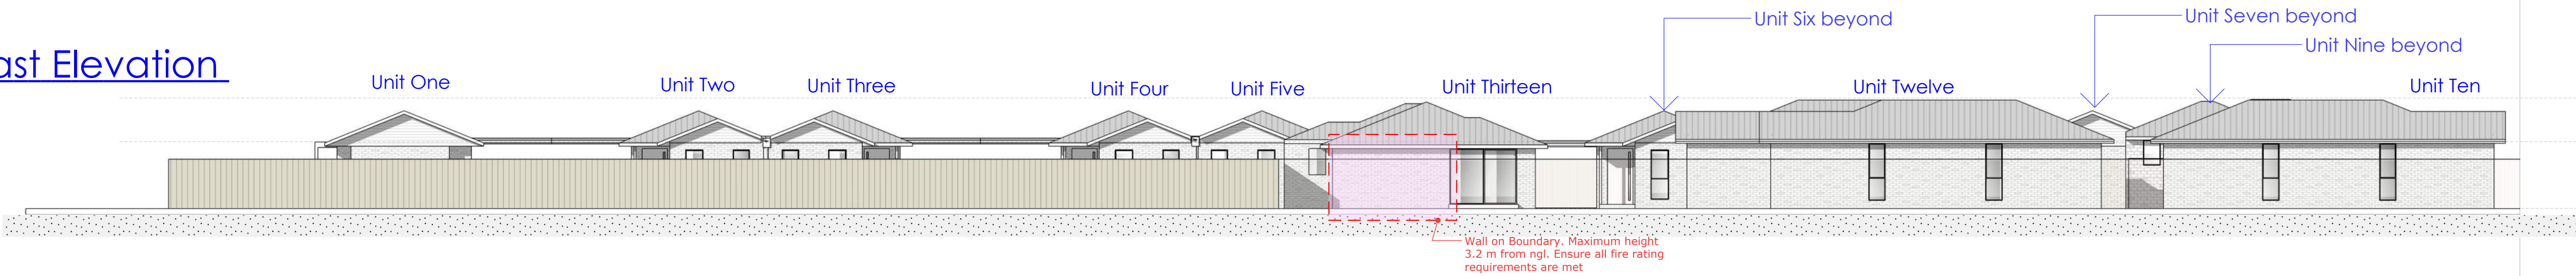 ast Elevation
Unit One
Unit Two
Unit Three
Unit Four
Unit Five
Unit Thirteen
Unit Six beyond
Unit Twelve
Unit Seven beyond
Unit Nine beyond
Unit Ten
Wall on Boundary. Maximum height
3.2 m from ngl. Ensure all fire rating
requirements are met